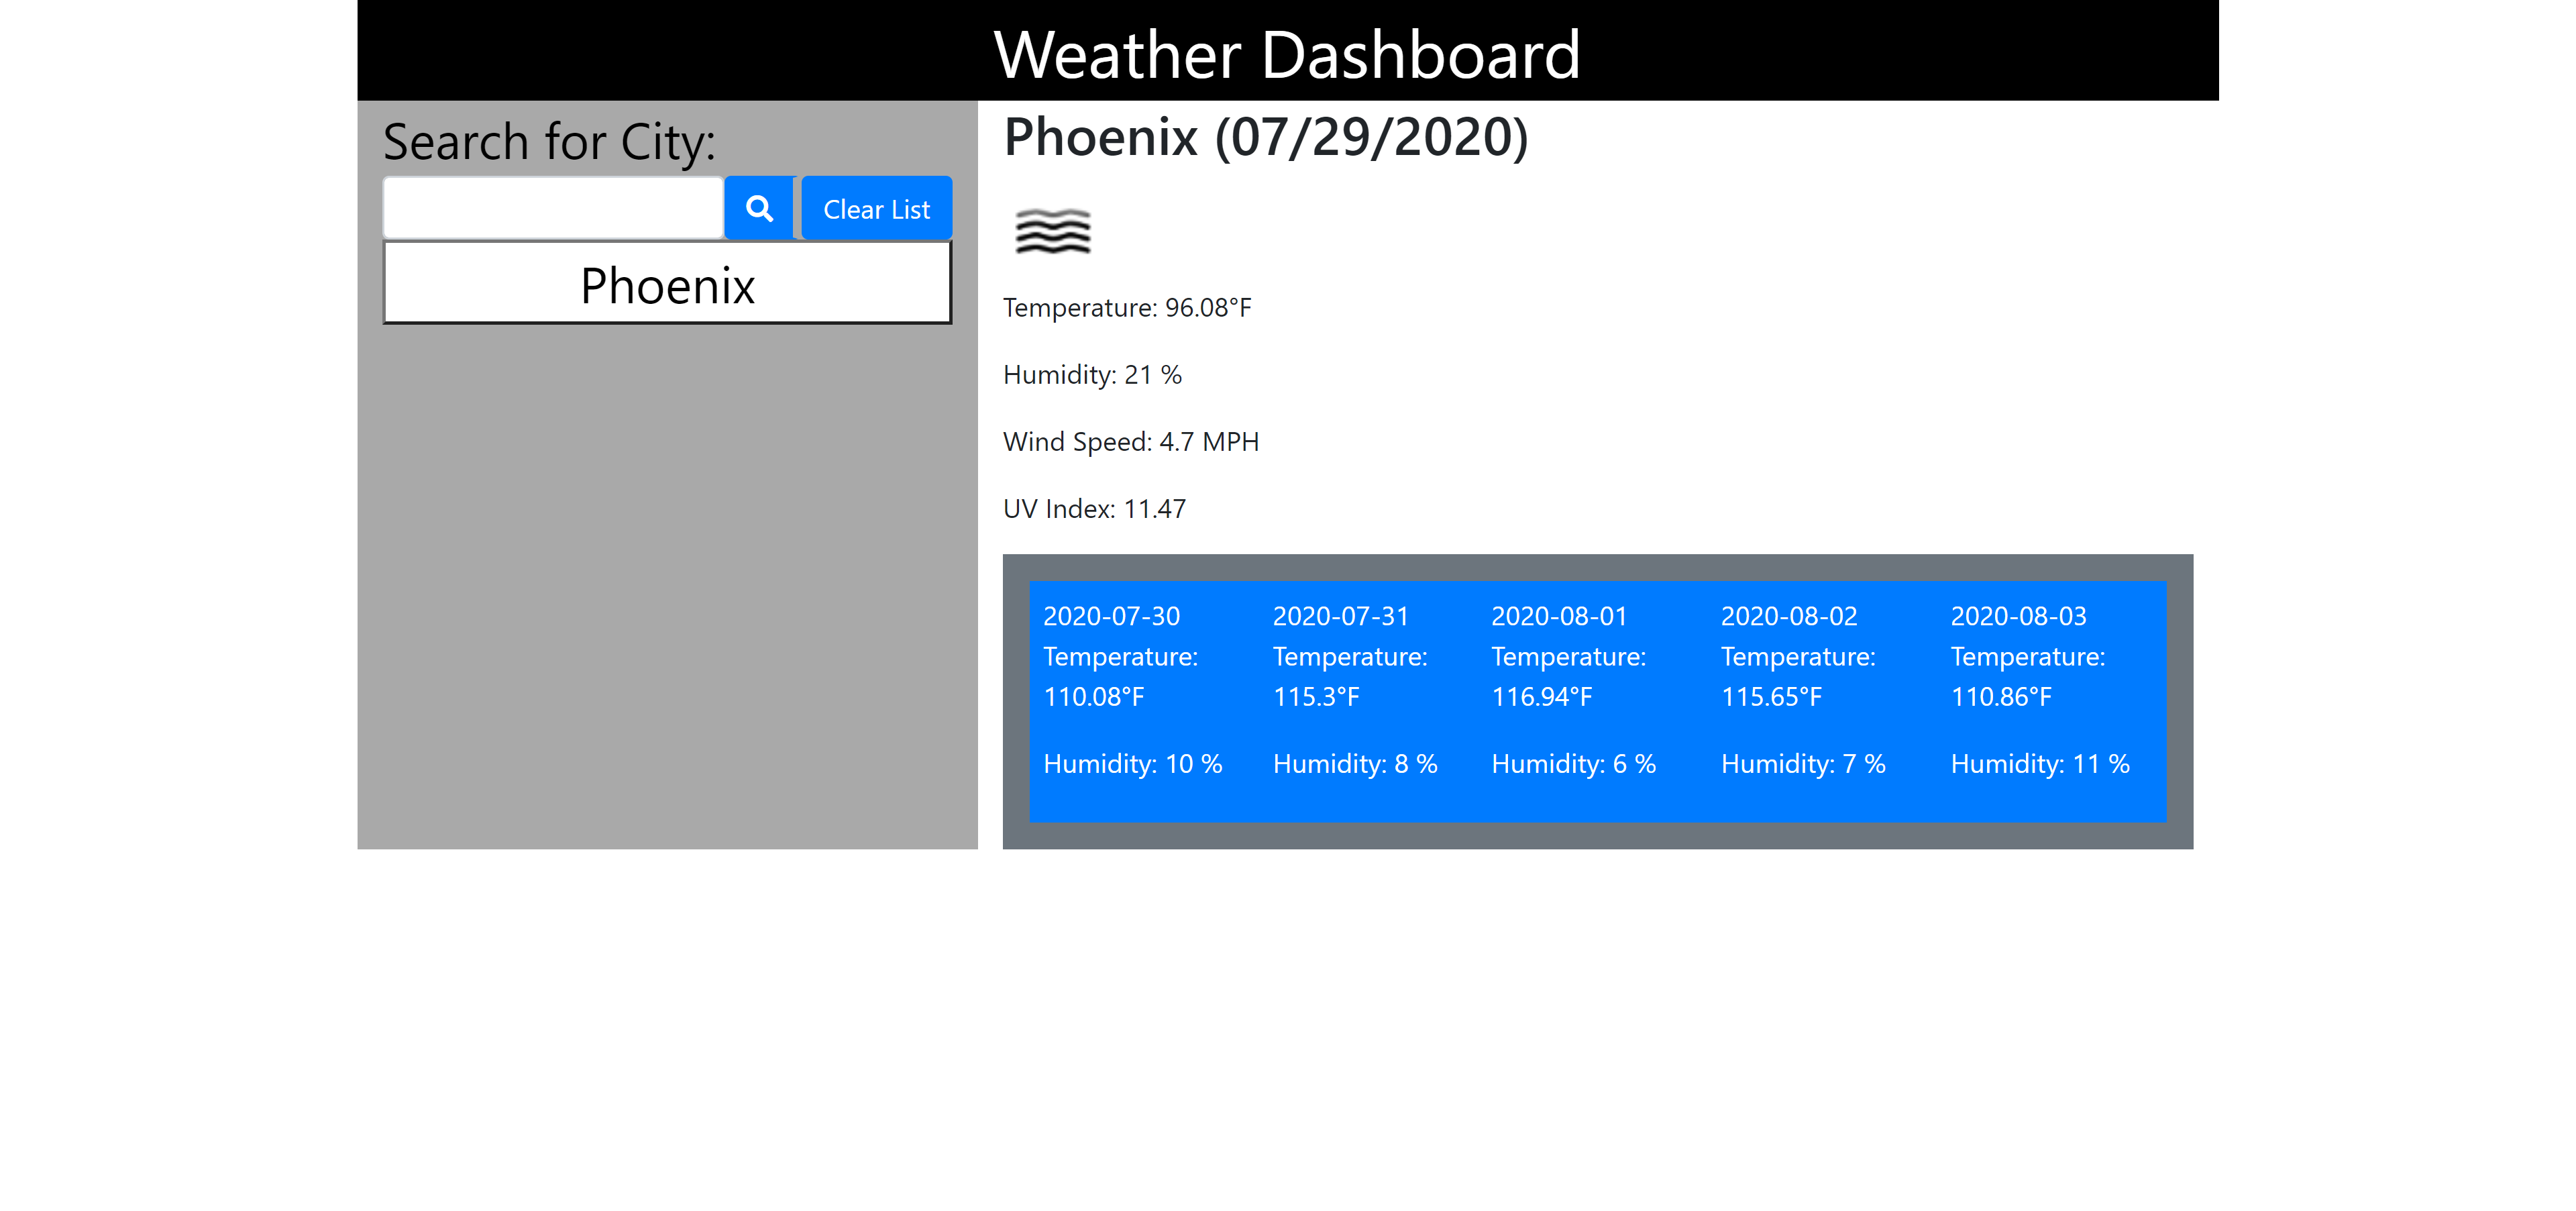 Weather Dashboard
Search for City:
Clear List
Phoenix
Phoenix (07/29/2020)
Temperature: 96.08°F
Humidity: 21 %
Wind Speed: 4.7 MPH
UV Index: 11.47
2020-07-30
Temperature:
110.08°F
Humidity: 10 %
2020-07-31
Temperature:
115.3°F
Humidity: 8 %
2020-08-01
Temperature:
116.94°F
Humidity: 6 %
2020-08-02
Temperature:
115.65°F
Humidity: 7 %
2020-08-03
Temperature:
110.86°F
Humidity: 11 %